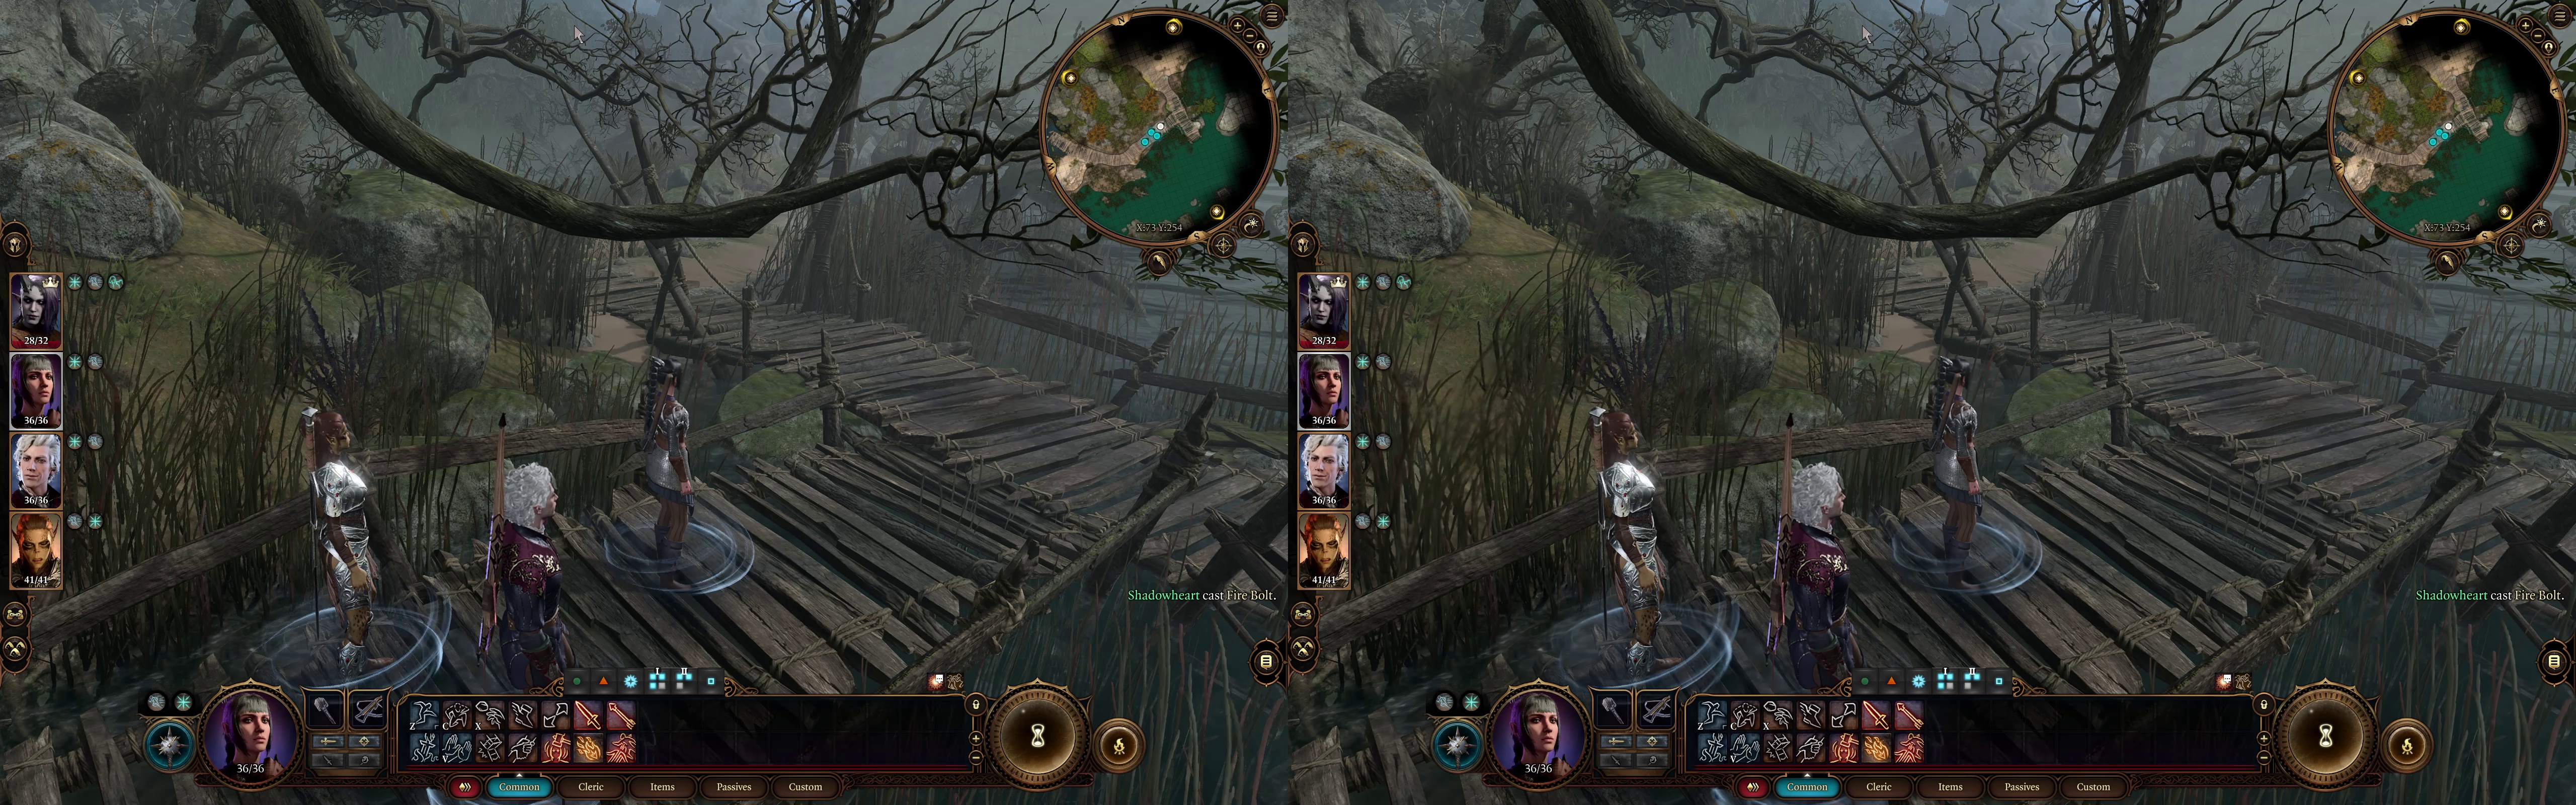 N
X:73 Y:254
S
28/32
36/36
36/36
41/41
Shadowheart cast Fire Bolt.
I II
36/36
Z C X
V
Common Cleric Items Passives Custom
N
X:73 Y:254
S
28/32
36/36
36/36
41/41
Shadowheart cast Fire Bolt.
I II
36/36
Z C X
V
Common Cleric Items Passives Custom